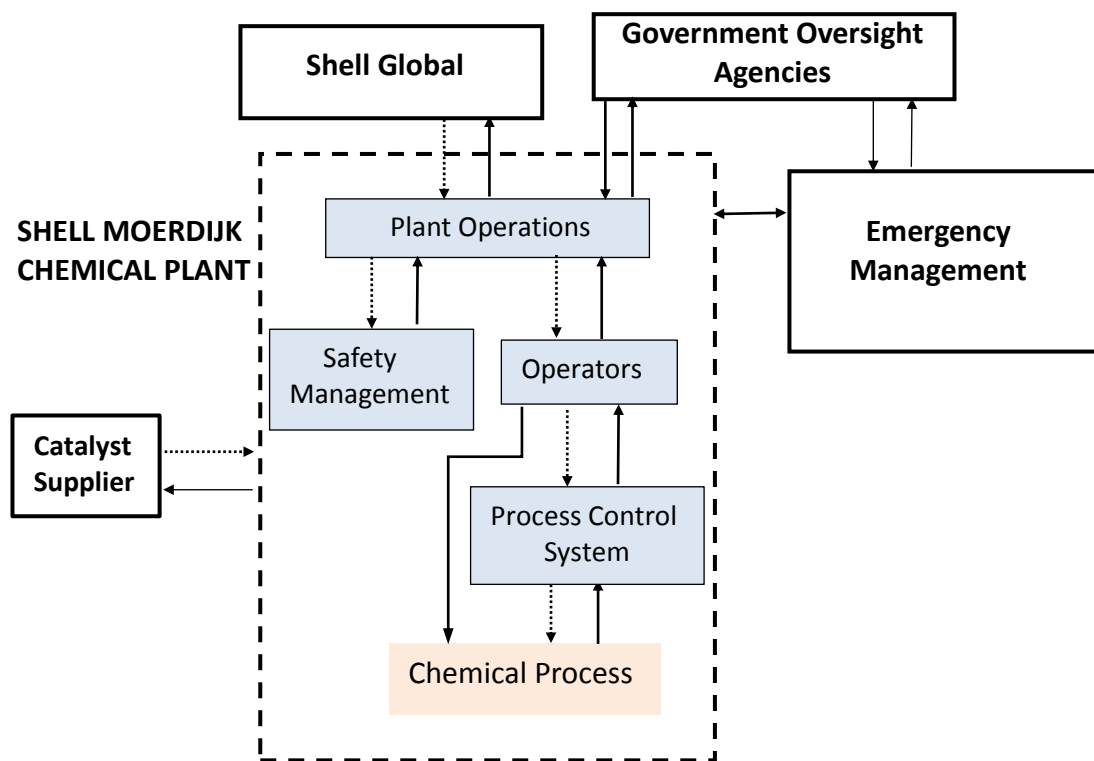 Shell Global
Government Oversight
Agencies
Plant Operations
SHELL MOERDIJK
CHEMICAL PLANT
Emergency
Management
Safety
Management
Operators
Catalyst
Supplier
Process Control
System
Chemical Process